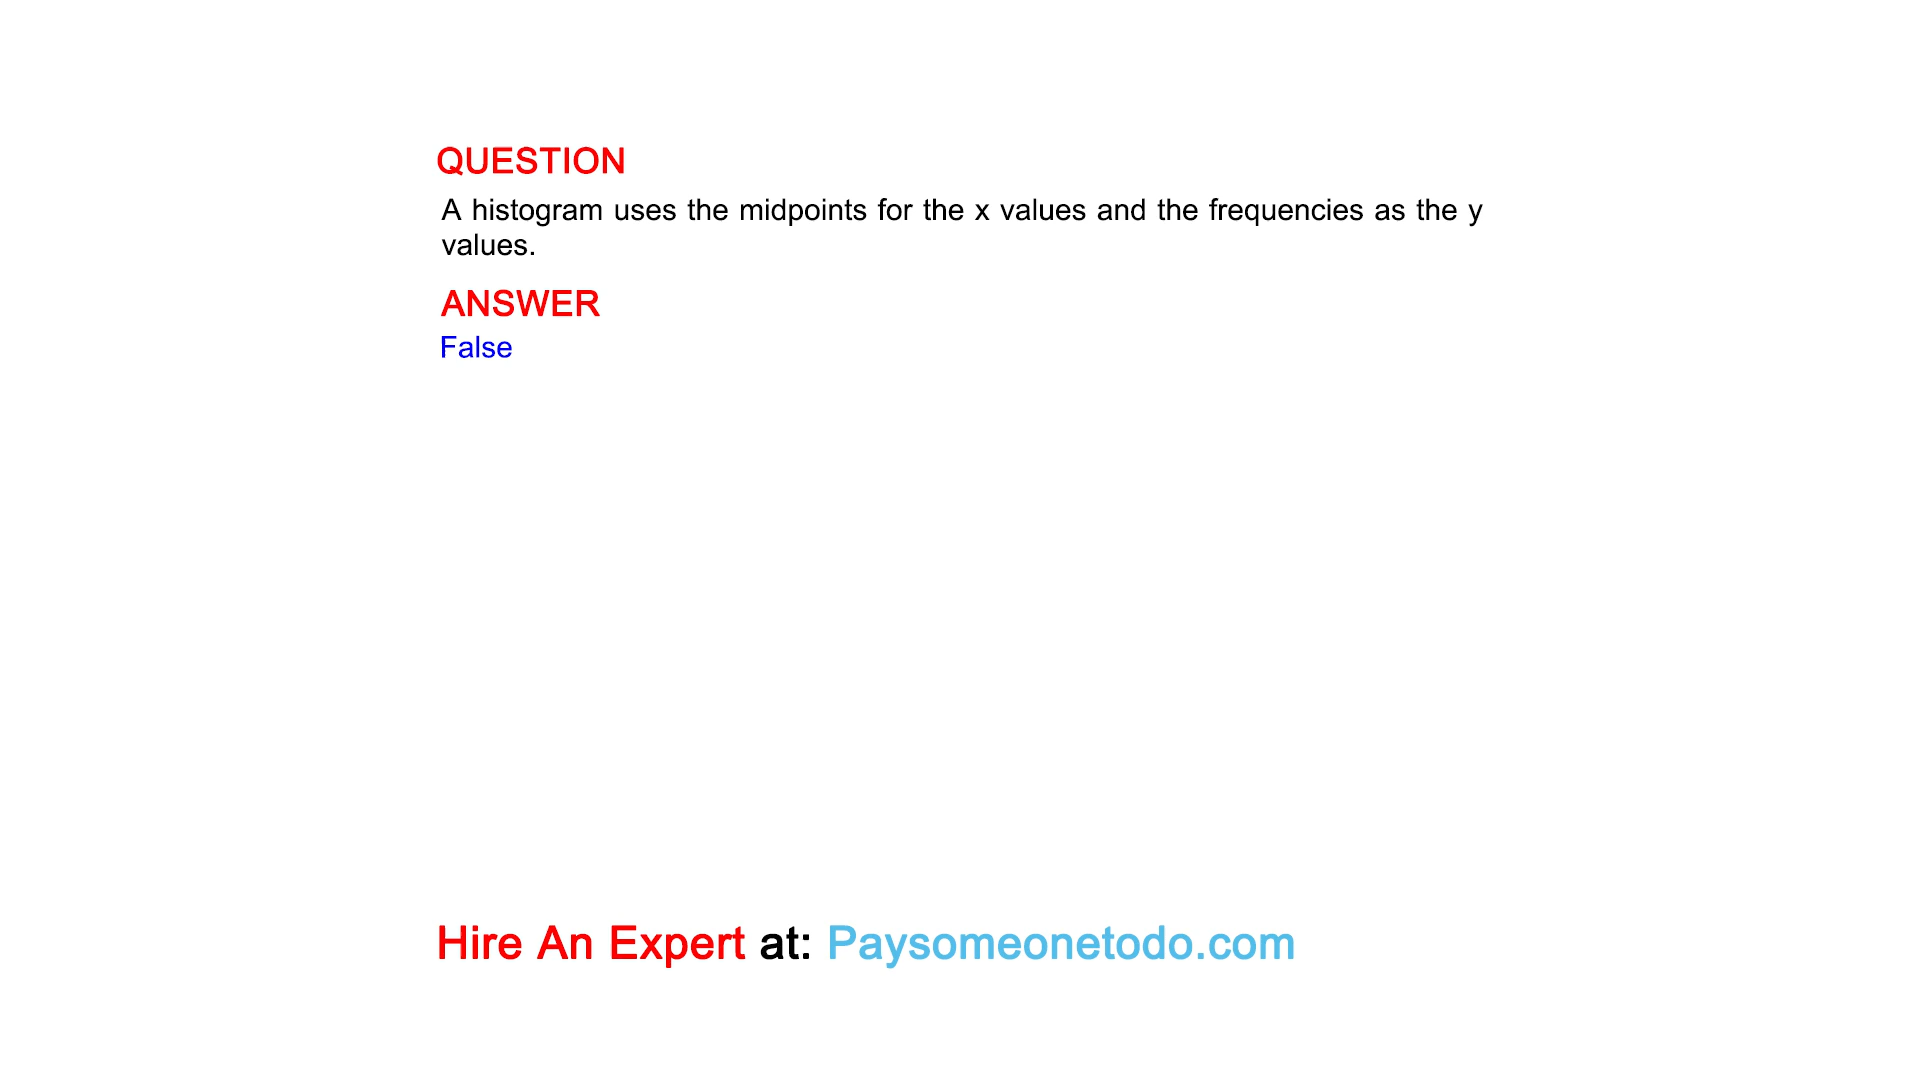 QUESTION
A histogram uses the midpoints for the x values and the frequencies as the y
values.
ANSWER
False
Hire An Expert at: Paysomeonetodo.com